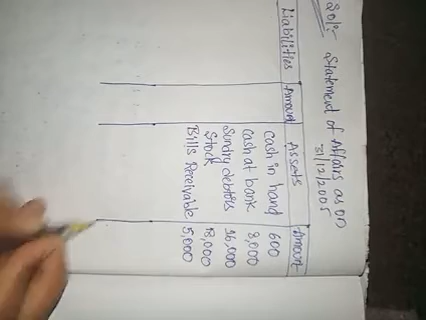 Sol:- Statement of Affairs as on
31/12/2005
Liabilities Amount Assets Amount
cash in hand 600
cash at bank 8,000
Sundry debtors 26,000
Stock 18,000
Bills Receivable 5,000